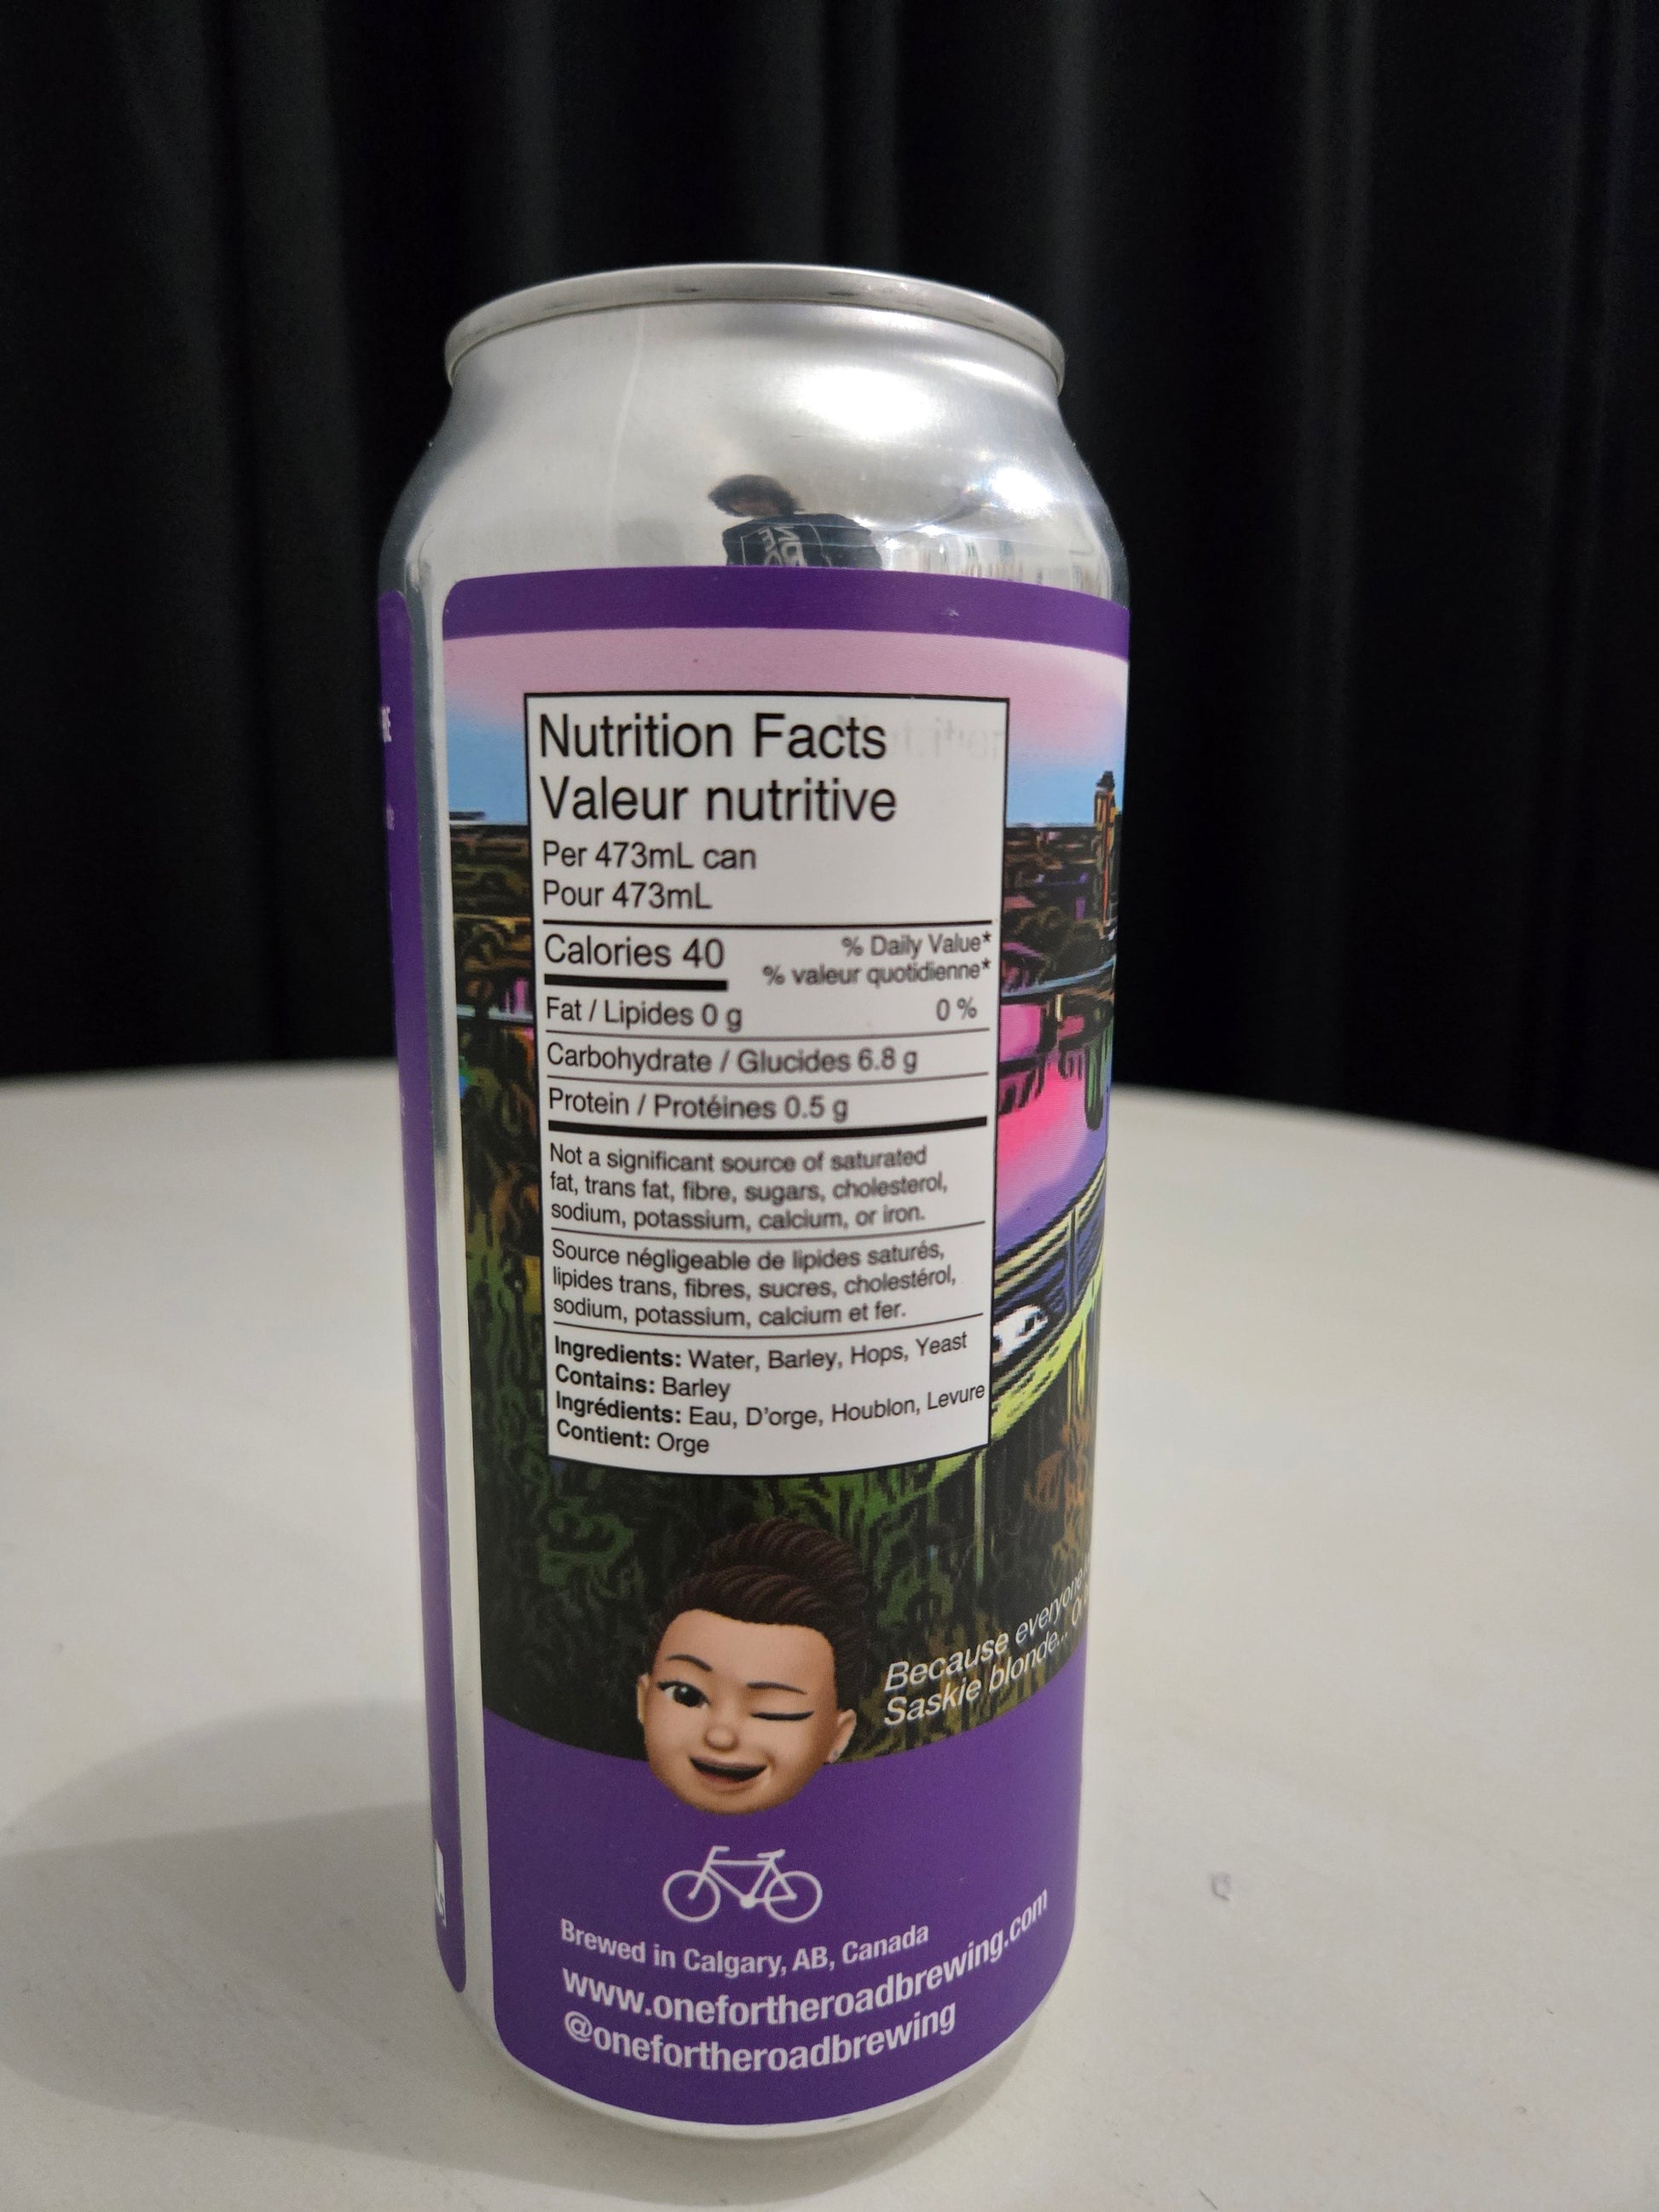 Nutrition Facts
Valeur nutritive
Per 473mL can
Pour 473mL
Calories 40
% Daily Value*
% valeur quotidienne*
Fat / Lipides 0 g 0 %
Carbohydrate / Glucides 6.8 g
Protein / Protéines 0.5 g
Not a significant source of saturated
fat, trans fat, fibre, sugars, cholesterol,
sodium, potassium, calcium, or iron.
Source négligeable de lipides saturés,
lipides trans, fibres, sucres, cholestérol,
sodium, potassium, calcium et fer.
Ingredients: Water, Barley, Hops, Yeast
Contains: Barley
Ingrédients: Eau, D'orge, Houblon, Levure
Contient: Orge
Because everyone
Saskie blonde...
Brewed in Calgary, AB, Canada
www.onefortheroadbrewing.com
@onefortheroadbrewing